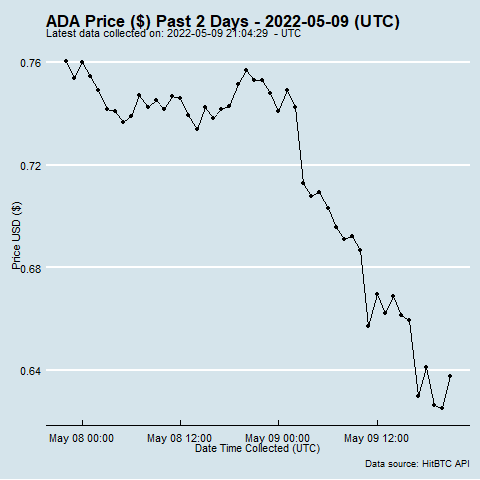 ADA Price ($) Past 2 Days - 2022-05-09 (UTC)
Latest data collected on: 2022-05-09 21:04:29  - UTC
0.76
0.72
0.68
0.64
Price USD ($)
May 08 00:00
May 08 12:00
May 09 00:00
May 09 12:00
Date Time Collected (UTC)
Data source: HitBTC API